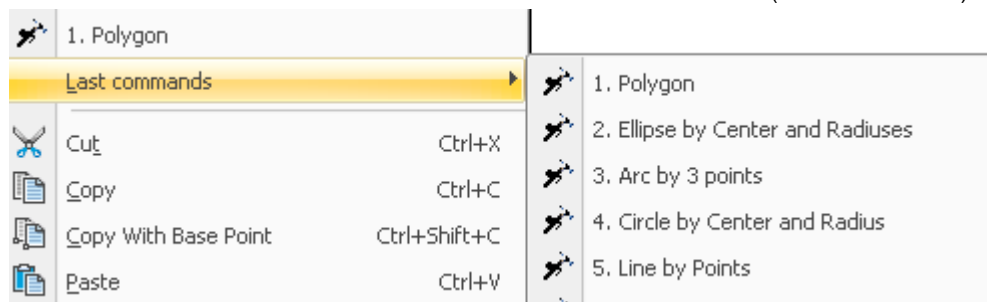 1. Polygon
Last commands
Cut Ctrl+X
Copy Ctrl+C
Copy With Base Point Ctrl+Shift+C
Paste Ctrl+V
1. Polygon
2. Ellipse by Center and Radiuses
3. Arc by 3 points
4. Circle by Center and Radius
5. Line by Points